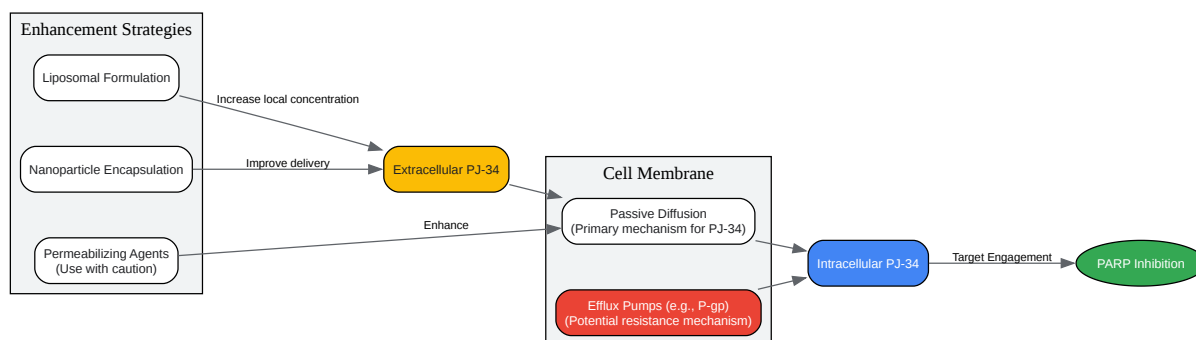 Enhancement Strategies
Liposomal Formulation
Increase local concentration
Nanoparticle Encapsulation
Improve delivery
Extracellular PJ-34
Permeabilizing Agents
(Use with caution)
Enhance
Cell Membrane
Passive Diffusion
(Primary mechanism for PJ-34)
Efflux Pumps (e.g., P-gp)
(Potential resistance mechanism)
Intracellular PJ-34
Target Engagement
PARP Inhibition